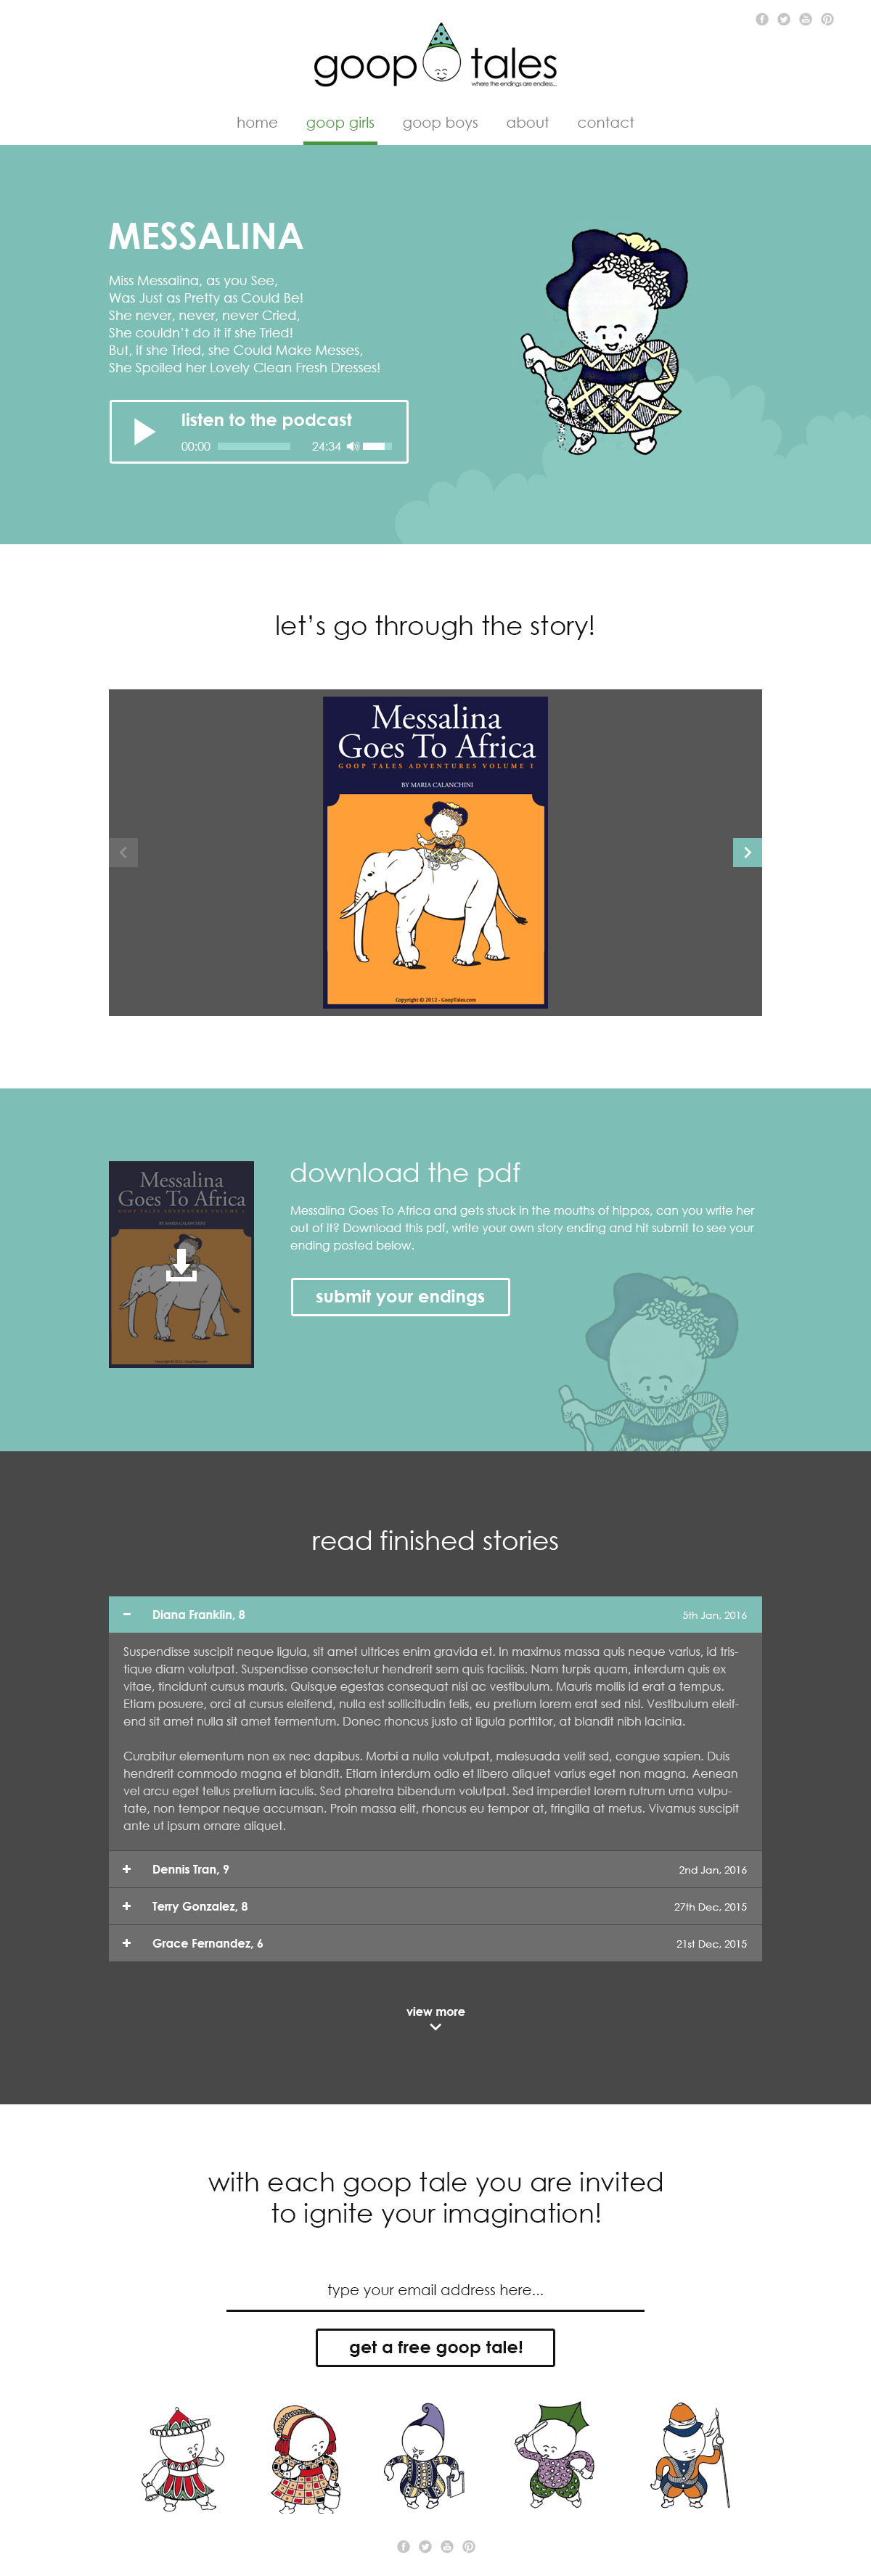 goop tales
where the endings are endless...
home goop girls goop boys about contact
MESSALINA
Miss Messalina, as you See,
Was Just as Pretty as Could Be!
She never, never, never Cried,
She couldn't do it if she Tried!
But, if she Tried, she Could Make Messes,
She Spoiled her Lovely Clean Fresh Dresses!
listen to the podcast
00:00 24:34
let's go through the story!
Messalina
Goes To Africa
GOOP TALES ADVENTURES VOLUME I
BY MARIA CALANCHINI
Copyright © 2012 - GoopTales.com
Messalina
Goes To Africa
GOOP TALES ADVENTURES VOLUME I
BY MARIA CALANCHINI
Copyright © 2012 - GoopTales.com
download the pdf
Messalina Goes To Africa and gets stuck in the mouths of hippos, can you write her
out of it? Download this pdf, write your own story ending and hit submit to see your
ending posted below.
submit your endings
read finished stories
Diana Franklin, 8 5th Jan, 2016
Suspendisse suscipit neque ligula, sit amet ultrices enim gravida et. In maximus massa quis neque varius, id tris-
tique diam volutpat. Suspendisse consectetur hendrerit sem quis facilisis. Nam turpis quam, interdum quis ex
vitae, tincidunt cursus mauris. Quisque egestas consequat nisi ac vestibulum. Mauris mollis id erat a tempus.
Etiam posuere, orci at cursus eleifend, nulla est sollicitudin felis, eu pretium lorem erat sed nisl. Vestibulum eleif-
end sit amet nulla sit amet fermentum. Donec rhoncus justo at ligula porttitor, at blandit nibh lacinia.
Curabitur elementum non ex nec dapibus. Morbi a nulla volutpat, malesuada velit sed, congue sapien. Duis
hendrerit commodo magna et blandit. Etiam interdum odio et libero aliquet varius eget non magna. Aenean
vel arcu eget tellus pretium iaculis. Sed pharetra bibendum volutpat. Sed imperdiet lorem rutrum urna vulpu-
tate, non tempor neque accumsan. Proin massa elit, rhoncus eu tempor at, fringilla at metus. Vivamus suscipit
ante ut ipsum ornare aliquet.
Dennis Tran, 9 2nd Jan, 2016
Terry Gonzalez, 8 27th Dec, 2015
Grace Fernandez, 6 21st Dec, 2015
view more
with each goop tale you are invited
to ignite your imagination!
type your email address here...
get a free goop tale!